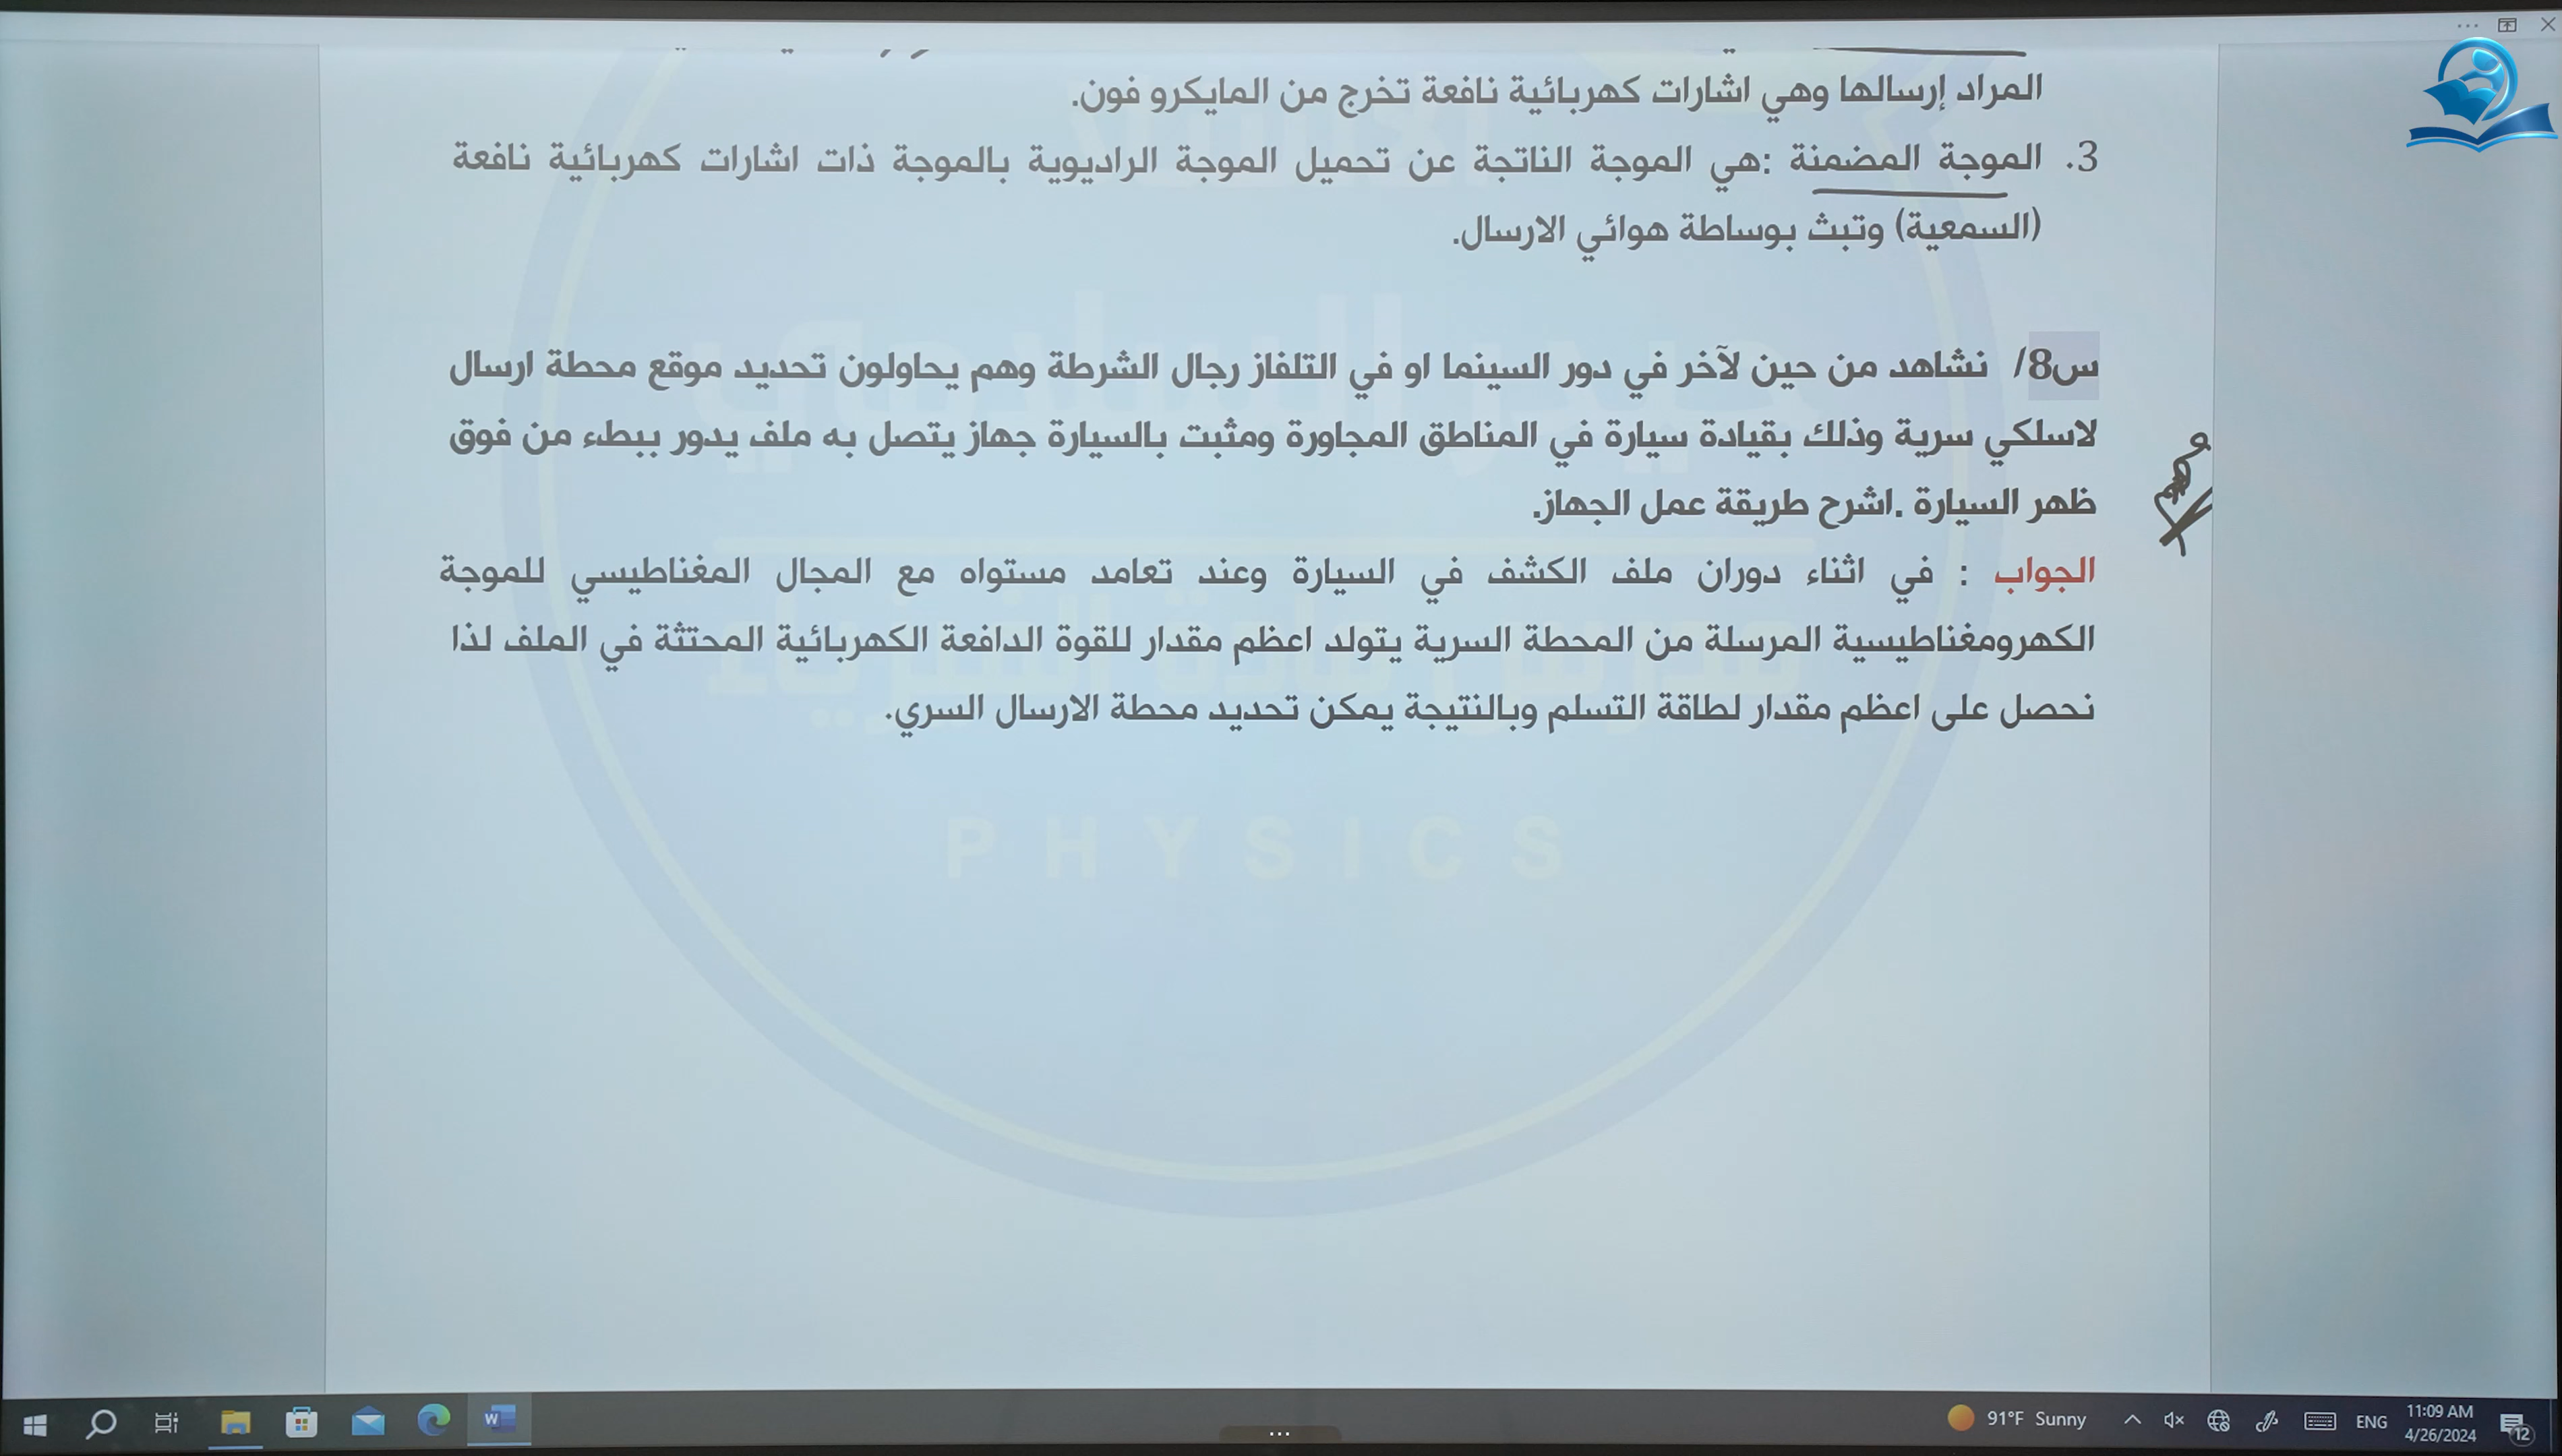 المراد إرسالها وهي اشارات كهربائية نافعة تخرج من المايكرو فون.
3. الموجة المضمنة :هي الموجة الناتجة عن تحميل الموجة الراديوية بالموجة ذات اشارات كهربائية نافعة
(السمعية) وتبث بوساطة هوائي الارسال.
س8/ نشاهد من حين لآخر في دور السينما او في التلفاز رجال الشرطة وهم يحاولون تحديد موقع محطة ارسال
لاسلكي سرية وذلك بقيادة سيارة في المناطق المجاورة ومثبت بالسيارة جهاز يتصل به ملف يدور ببطء من فوق
ظهر السيارة .اشرح طريقة عمل الجهاز.
الجواب : في اثناء دوران ملف الكشف في السيارة وعند تعامد مستواه مع المجال المغناطيسي للموجة
الكهرومغناطيسية المرسلة من المحطة السرية يتولد اعظم مقدار للقوة الدافعة الكهربائية المحتثة في الملف لذا
نحصل على اعظم مقدار لطاقة التسلم وبالنتيجة يمكن تحديد محطة الارسال السري.
PHYSICS
91°F Sunny
ENG
11:09 AM
4/26/2024
12